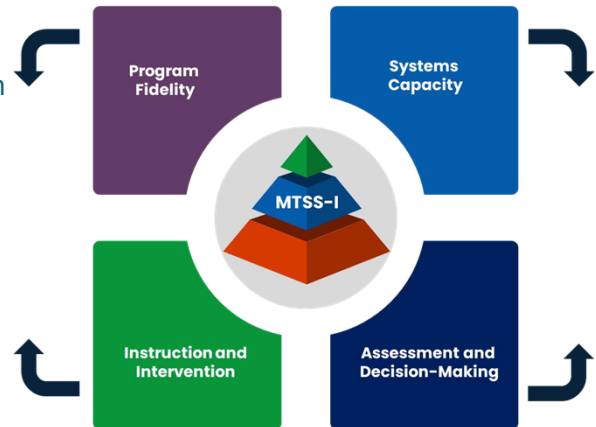 Program
Fidelity
Systems
Capacity
n
MTSS-I
Instruction and
Intervention
Assessment and
Decision-Making